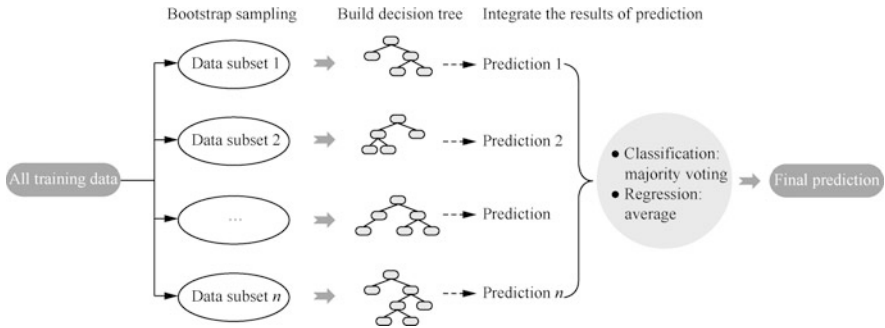 Bootstrap sampling
Build decision tree
Integrate the results of prediction
Data subset 1
Prediction 1
Data subset 2
Prediction 2
All training data
● Classification:
majority voting
● Regression:
average
Final prediction
...
Prediction
Data subset n
Prediction n